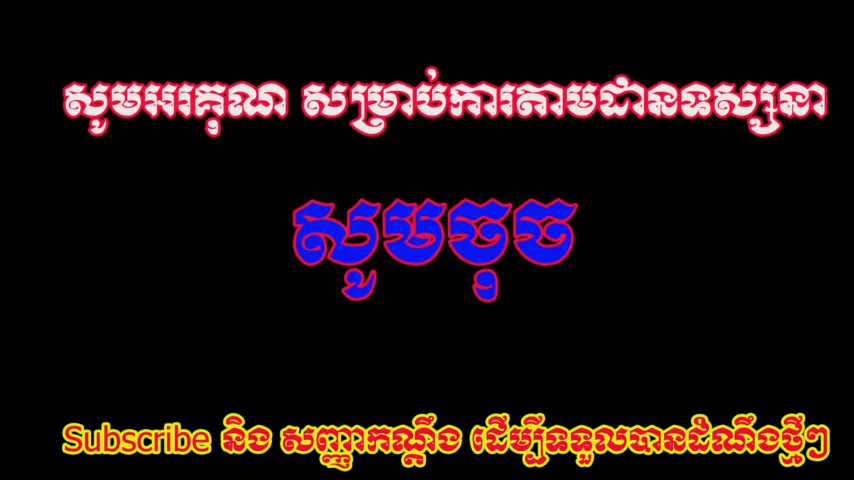 សូមអរគុណ សម្រាប់ការតាមដានទស្សនា
សូមចុច
Subscribe និង សញ្ញាកណ្ដឹង ដើម្បីទទួលបានដំណឹងថ្មីៗ